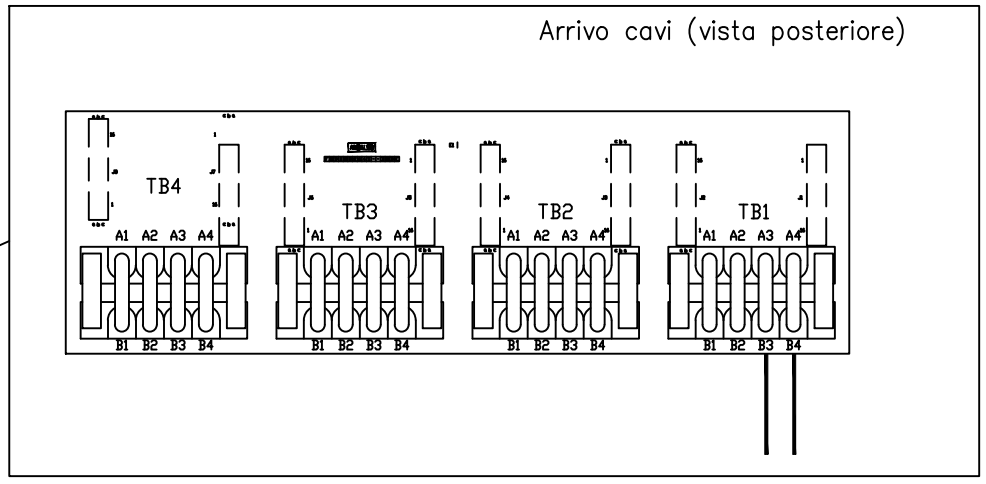 Arrivo cavi (vista posteriore)
TB4
TB3
TB2
TB1
A1 A2 A3 A4
A1 A2 A3 A4
A1 A2 A3 A4
A1 A2 A3 A4
B1 B2 B3 B4
B1 B2 B3 B4
B1 B2 B3 B4
B1 B2 B3 B4